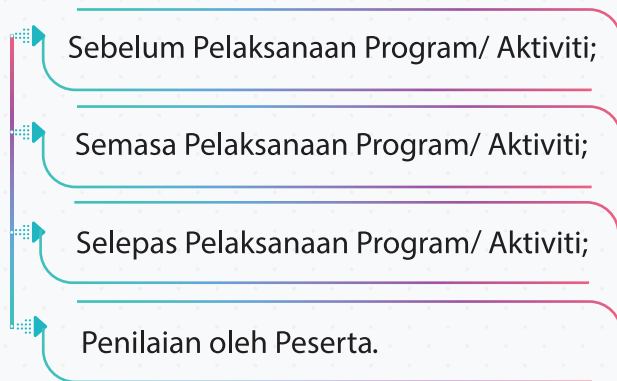 Sebelum Pelaksanaan Program/ Aktiviti;
Semasa Pelaksanaan Program/ Aktiviti;
Selepas Pelaksanaan Program/ Aktiviti;
Penilaian oleh Peserta.